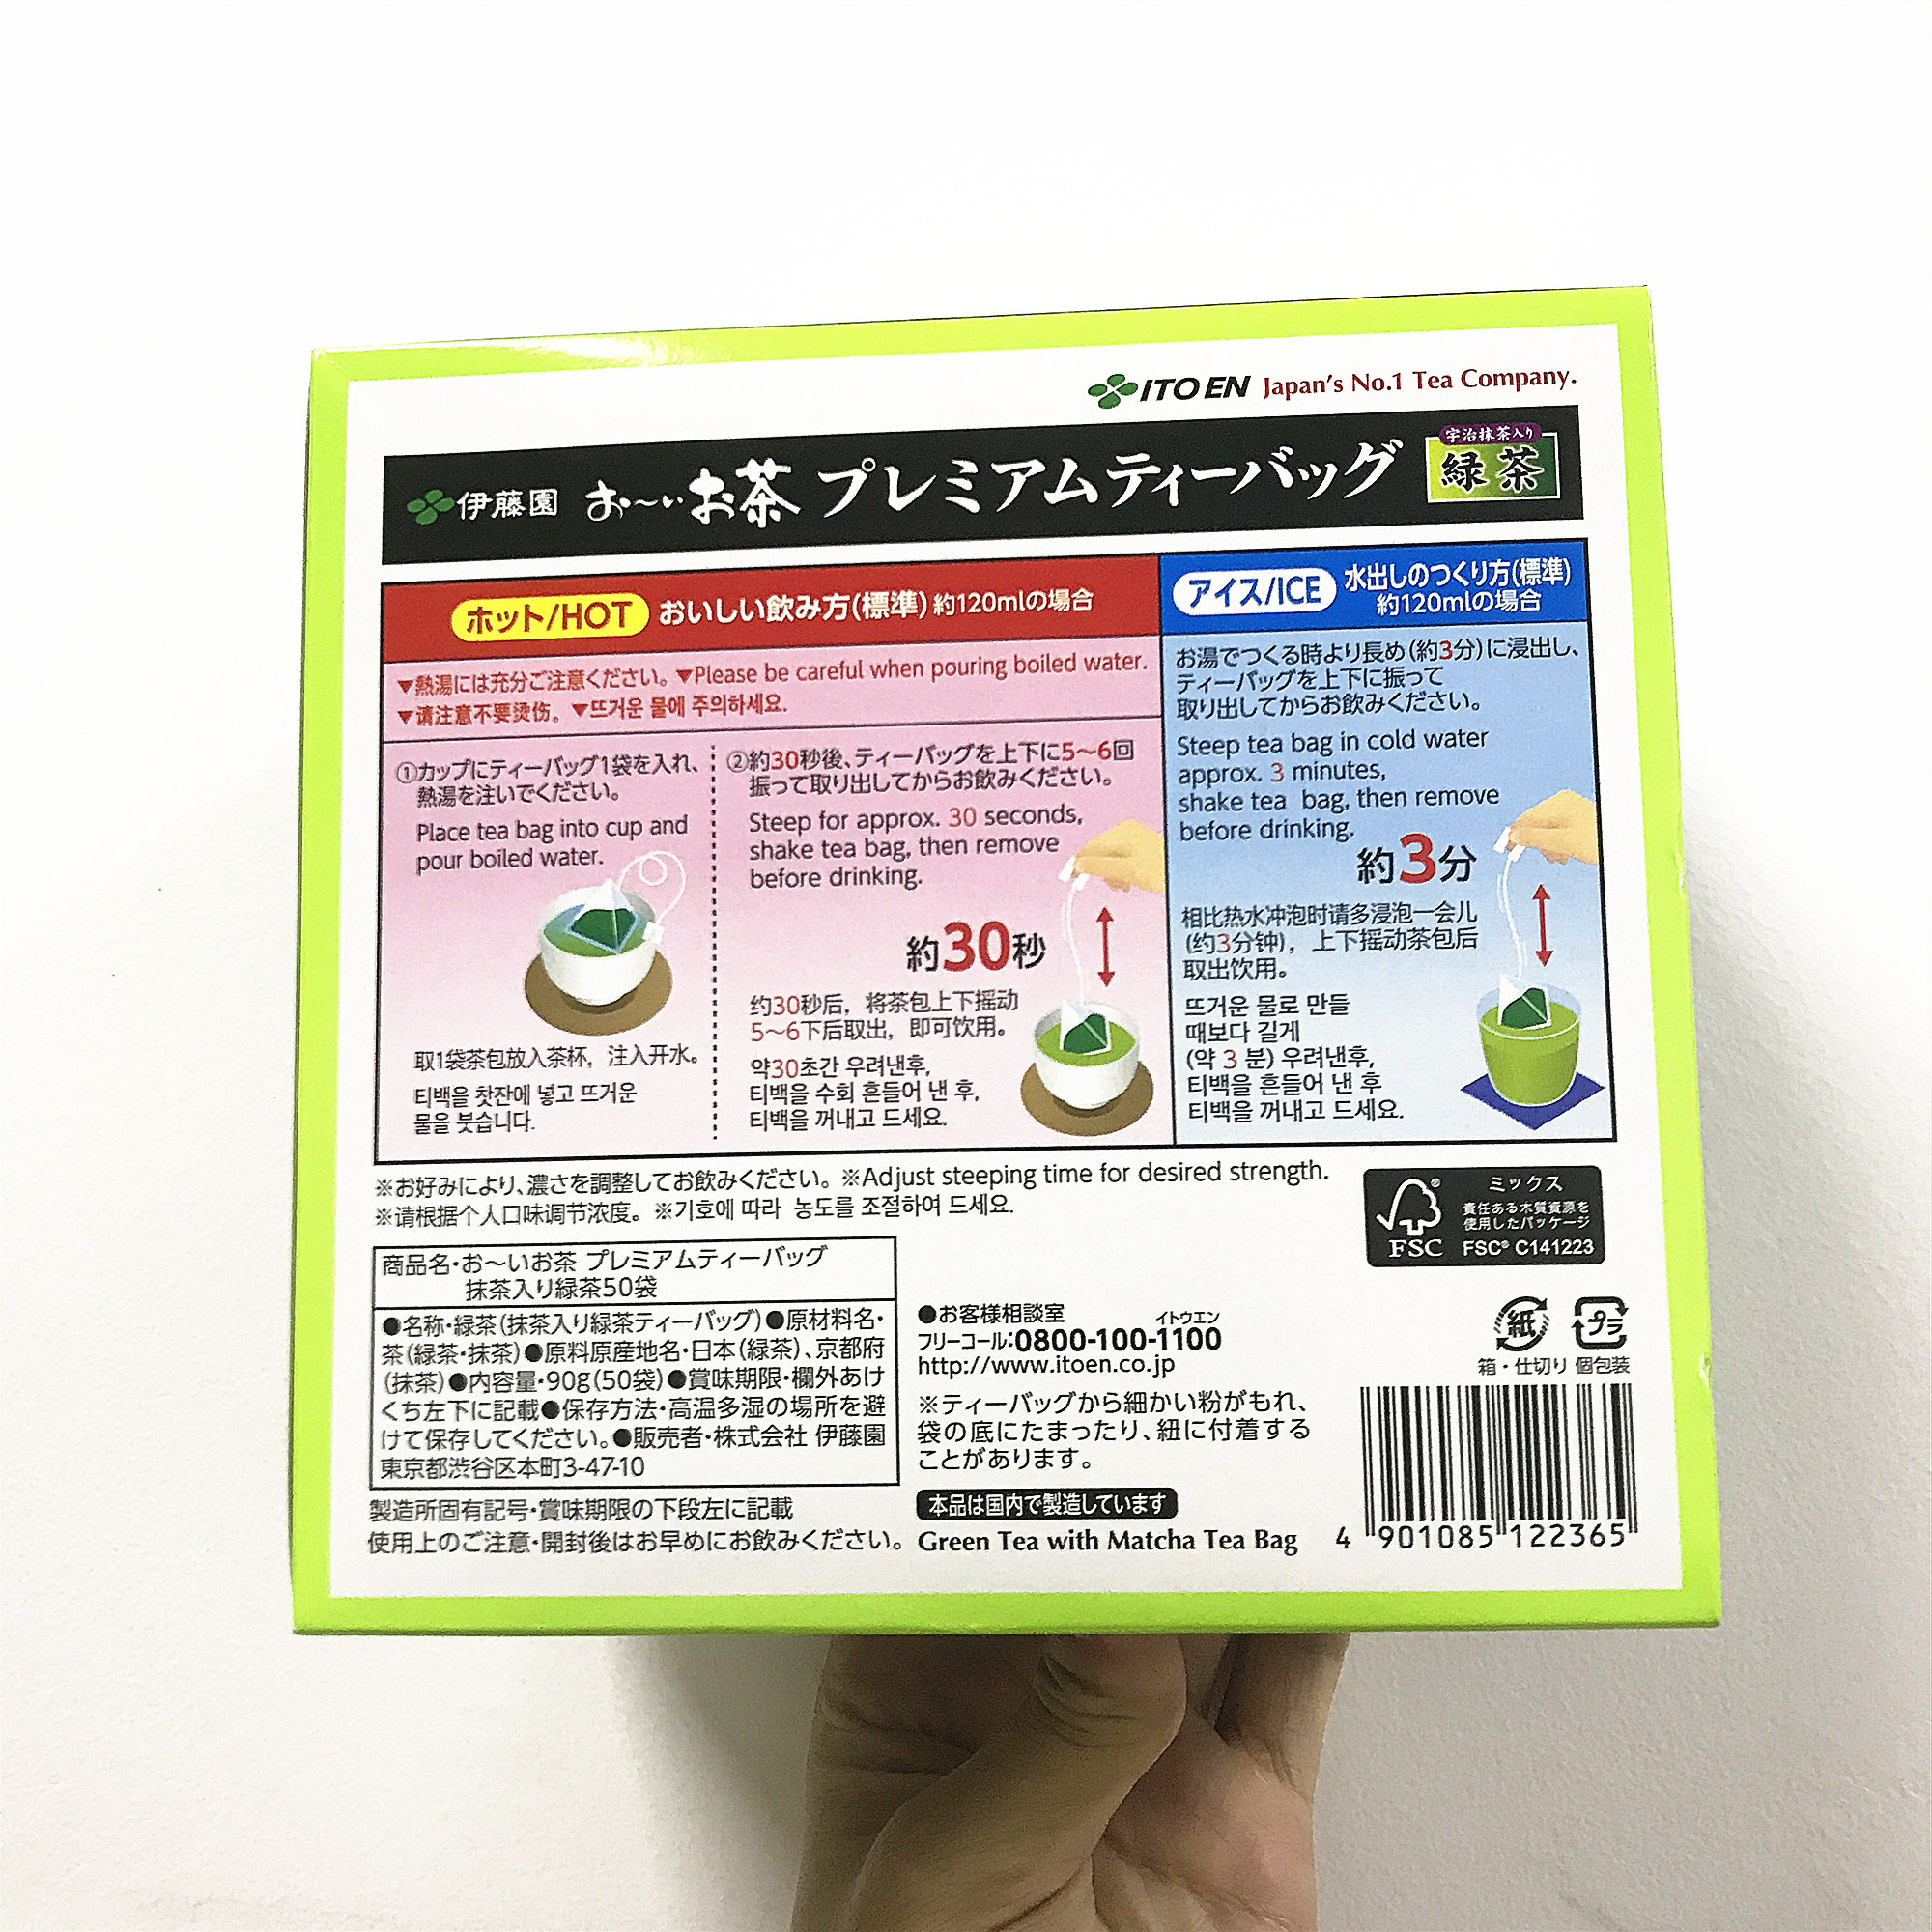 ITO EN Japan's No.1 Tea Company.
伊藤園 お～いお茶 プレミアムティーバッグ
宇治抹茶入り
緑茶
ホット/HOT おいしい飲み方(標準) 約120mlの場合
▼熱湯には充分ご注意ください。▼Please be careful when pouring boiled water.
▼请注意不要烫伤。▼뜨거운 물에 주의하세요.
①カップにティーバッグ1袋を入れ、
熱湯を注いでください。
Place tea bag into cup and
pour boiled water.
取1袋茶包放入茶杯，注入开水。
티백을 찻잔에 넣고 뜨거운
물을 붓습니다.
②約30秒後、ティーバッグを上下に5～6回
振って取り出してからお飲みください。
Steep for approx. 30 seconds,
shake tea bag, then remove
before drinking.
約30秒
约30秒后，将茶包上下摇动
5～6下后取出，即可饮用。
약30초간 우려낸후,
티백을 수회 흔들어 낸 후,
티백을 꺼내고 드세요.
アイス/ICE 水出しのつくり方(標準)
約120mlの場合
お湯でつくる時より長め(約3分)に浸出し、
ティーバッグを上下に振って
取り出してからお飲みください。
Steep tea bag in cold water
approx. 3 minutes,
shake tea bag, then remove
before drinking.
約3分
相比热水冲泡时请多浸泡一会儿
(约3分钟)，上下摇动茶包后
取出饮用。
뜨거운 물로 만들
때보다 길게
(약 3 분) 우려낸후,
티백을 흔들어 낸 후
티백을 꺼내고 드세요.
※お好みにより、濃さを調整してお飲みください。※Adjust steeping time for desired strength.
※请根据个人口味调节浓度。※기호에 따라 농도를 조절하여 드세요.
ミックス
責任ある木質資源を
使用したパッケージ
FSC FSC® C141223
商品名・お～いお茶 プレミアムティーバッグ
抹茶入り緑茶50袋
●名称・緑茶(抹茶入り緑茶ティーバッグ)●原材料名・
茶(緑茶・抹茶)●原料原産地名・日本(緑茶)、京都府
(抹茶)●内容量・90g(50袋)●賞味期限・欄外あけ
くち左下に記載●保存方法・高温多湿の場所を避
けて保存してください。●販売者・株式会社 伊藤園
東京都渋谷区本町3-47-10
製造所固有記号・賞味期限の下段左に記載
使用上のご注意・開封後はお早めにお飲みください。
●お客様相談室
イトウエン
フリーコール:0800-100-1100
http://www.itoen.co.jp
※ティーバッグから細かい粉がもれ、
袋の底にたまったり、紐に付着する
ことがあります。
本品は国内で製造しています
Green Tea with Matcha Tea Bag
紙 プラ
箱・仕切り 個包装
4 901085 122365